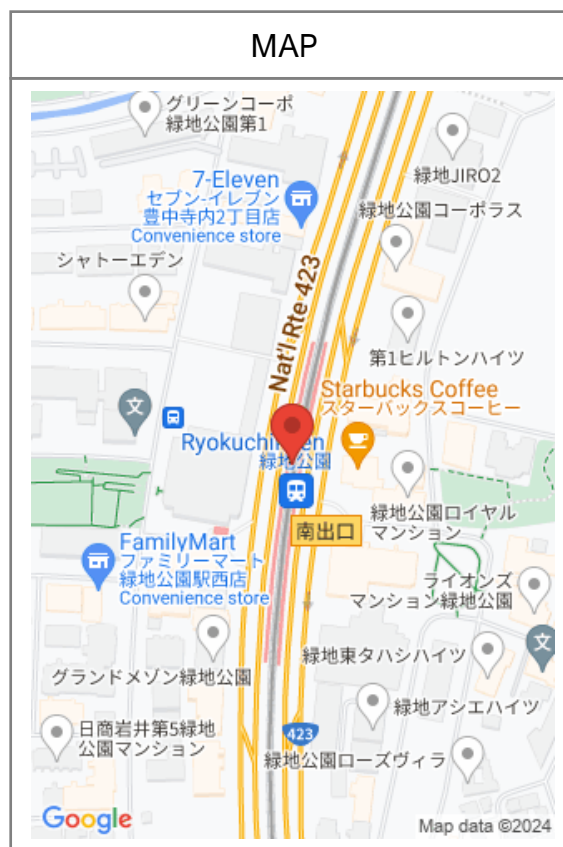 MAP
グリーンコーポ
緑地公園第1
7-Eleven
セブン-イレブン
豊中寺内2丁目店
Convenience store
緑地JIRO2
緑地公園コーポラス
シャトーエデン
Nat'l Rte 423
第1ヒルトンハイツ
Starbucks Coffee
スターバックスコーヒー
文
緑地公園
南出口
緑地公園ロイヤル
マンション
FamilyMart
ファミリーマート
緑地公園駅西店
Convenience store
ライオンズ
マンション緑地公園
文
緑地東タハシハイツ
グランドメゾン緑地公園
緑地アシエハイツ
日商岩井第5緑地
公園マンション
423
緑地公園ローズヴィラ
Google
Map data ©2024